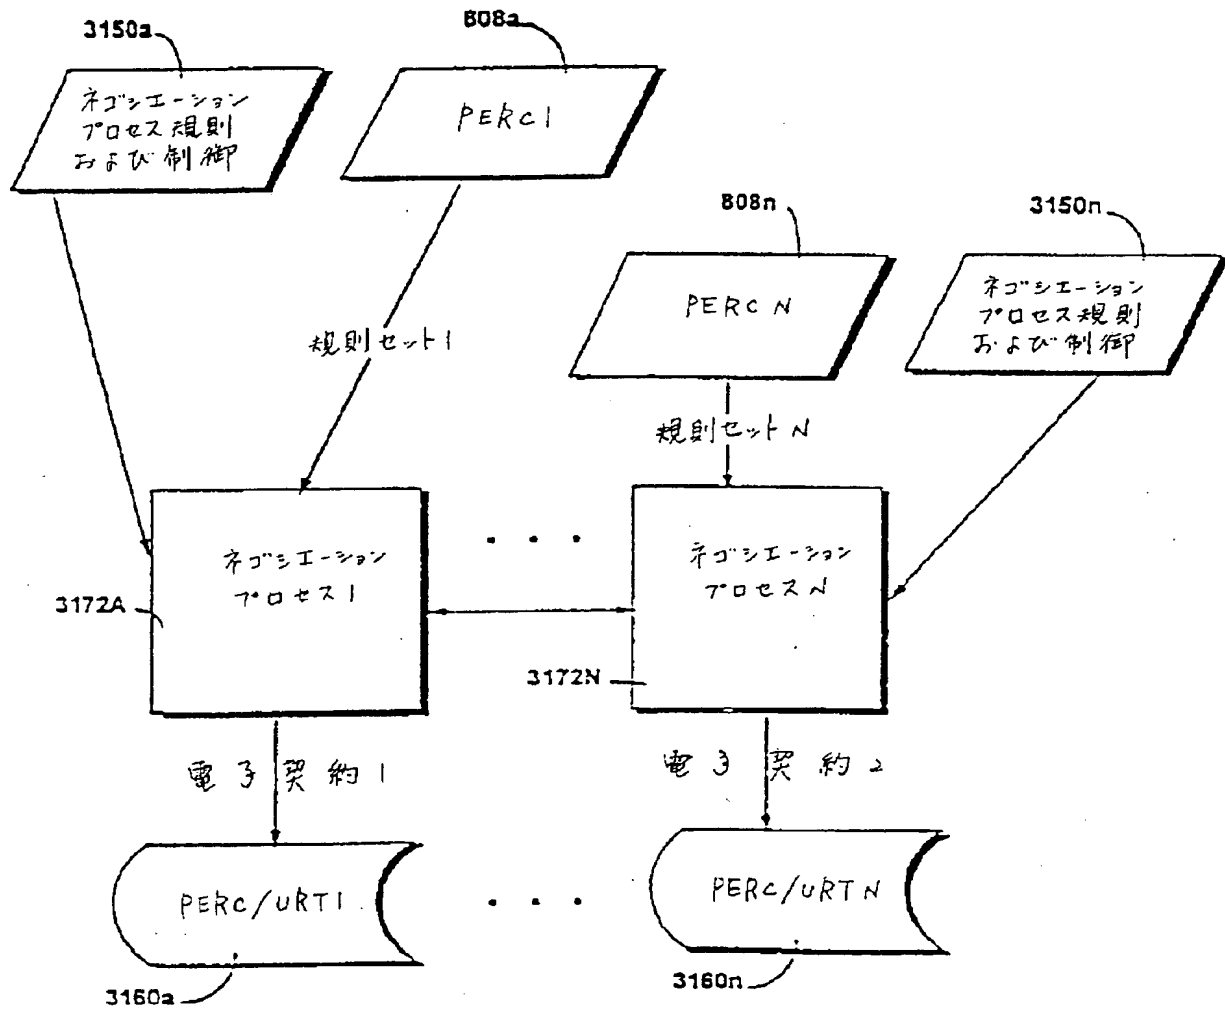 3150a
808a
ネゴシエーション
プロセス規則
および制御
PERC1
808n
3150n
PERC N
ネゴシエーション
プロセス規則
および制御
規則セット1
規則セットN
ネゴシエーション
プロセス1
ネゴシエーション
プロセスN
3172A
3172N
電子契約1
電子契約2
PERC/URT1
PERC/URT N
3160a
3160n